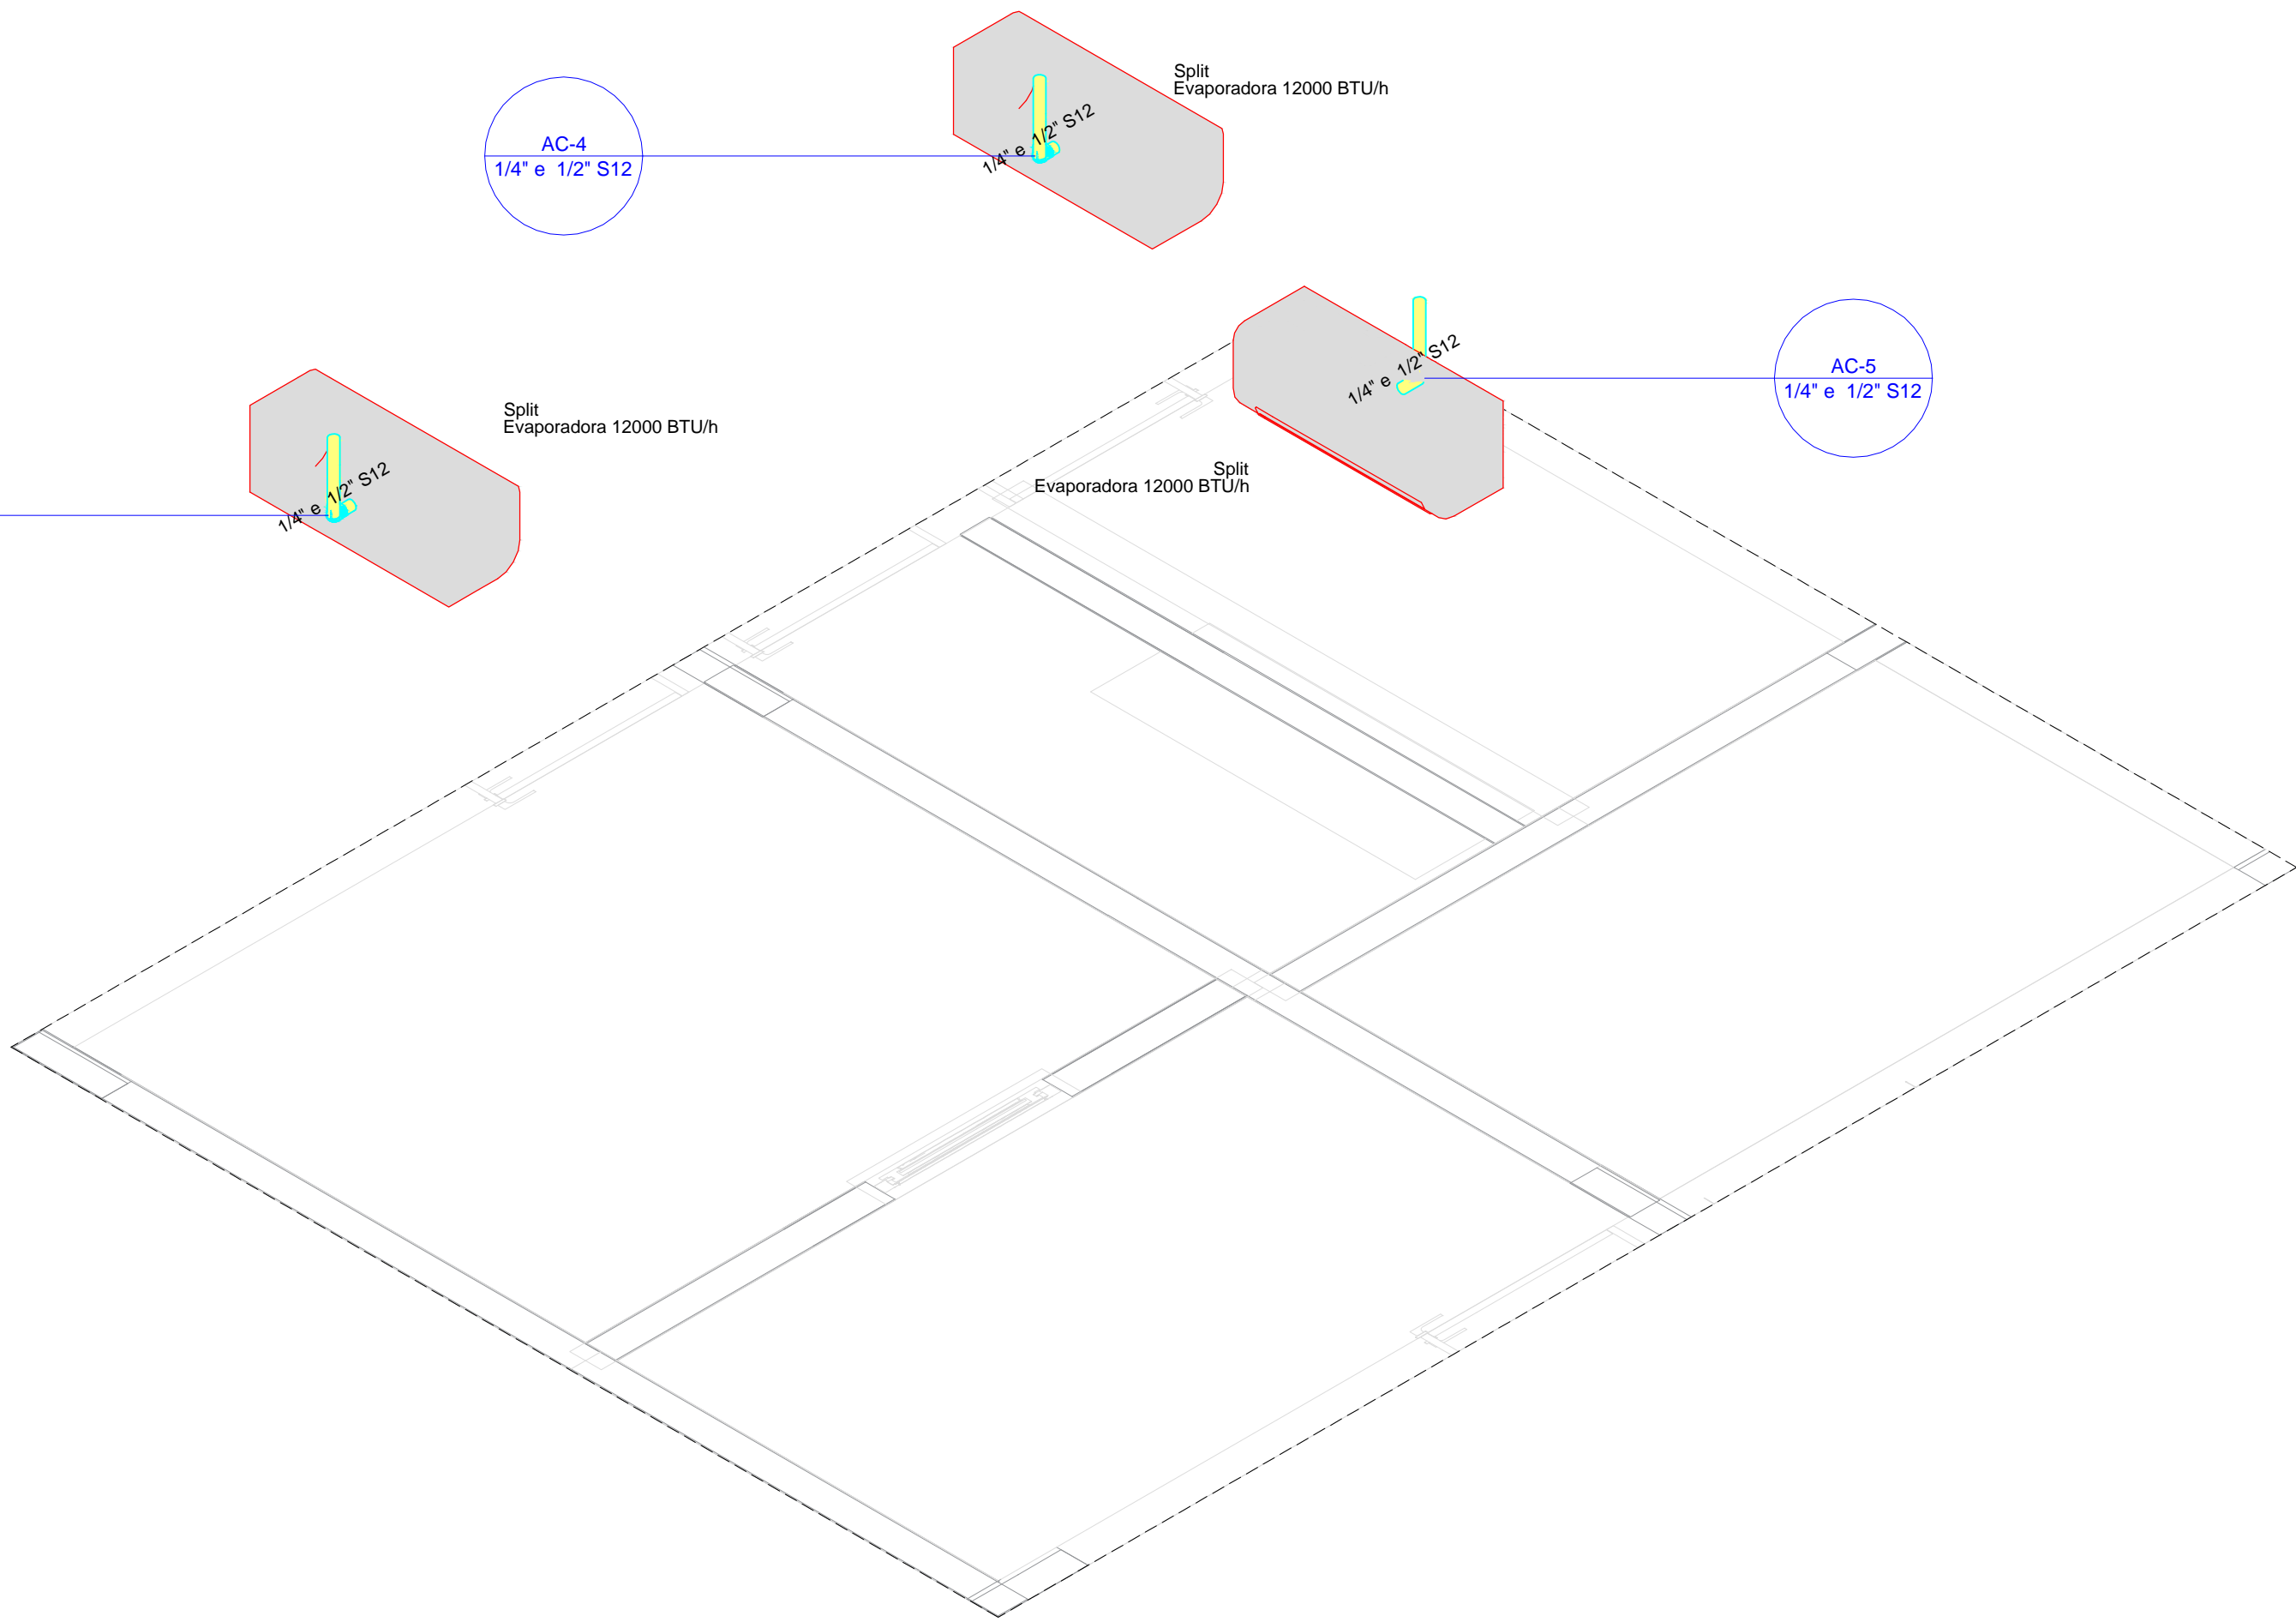 Split
Evaporadora 12000 BTU/h
AC-4
1/4" e  1/2" S12
1/4" e  1/2" S12
AC-5
1/4" e  1/2" S12
1/4" e  1/2" S12
Split
Evaporadora 12000 BTU/h
Split
Evaporadora 12000 BTU/h
1/4" e  1/2" S12